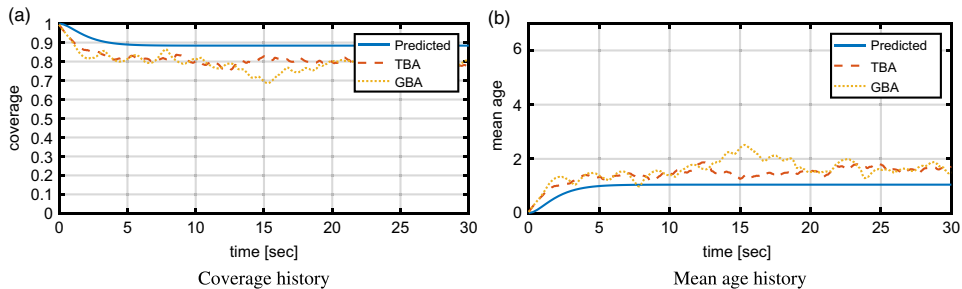 (a)
1
0.9
0.8
0.7
0.6
0.5
0.4
0.3
0.2
0.1
0
coverage
Predicted
TBA
GBA
0 5 10 15 20 25 30
time [sec]
Coverage history
(b)
6
4
2
0
mean age
Predicted
TBA
GBA
0 5 10 15 20 25 30
time [sec]
Mean age history